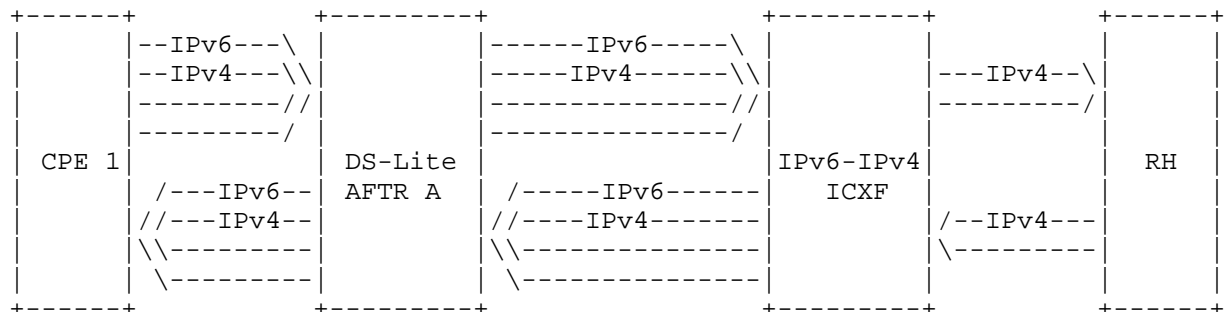 +------+            +---------+                 +---------+          +------+
|      |--IPv6---\  |         |------IPv6-----\ |         |          |      |
|      |--IPv4---\\ |         |-----IPv4------\\|         |---IPv4--\|      |
|      |---------// |         |---------------//|         |---------/|      |
|      |---------/  |         |---------------/ |         |          |      |
| CPE 1|            | DS-Lite                   |IPv6-IPv4|          |  RH  |
|      | /---IPv6-- | AFTR A  | /-----IPv6------|  ICXF   |          |      |
|      |//---IPv4-- |         |//----IPv4-------|         |/--IPv4---|      |
|      |\\--------- |         |\\---------------|         |\---------|      |
|      | \--------- |         | \---------------|         |          |      |
+------+            +---------+                 +---------+          +------+